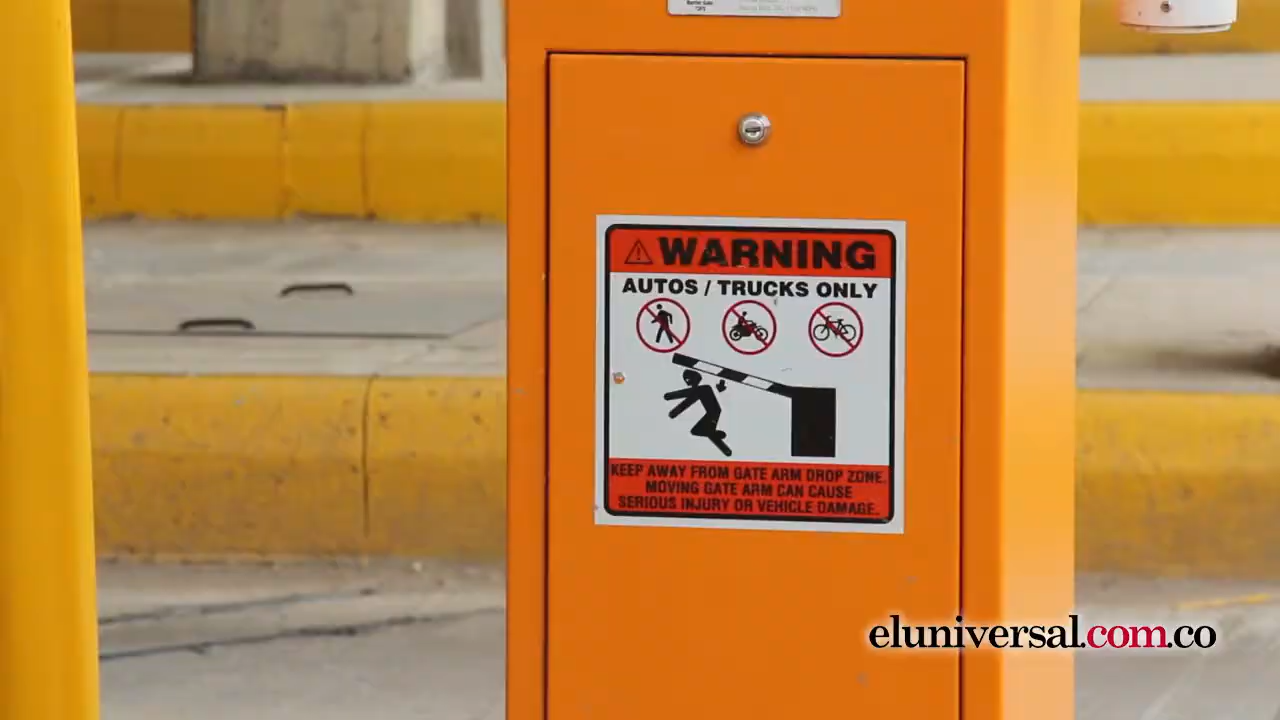 WARNING
AUTOS / TRUCKS ONLY
KEEP AWAY FROM GATE ARM DROP ZONE.
MOVING GATE ARM CAN CAUSE
SERIOUS INJURY OR VEHICLE DAMAGE.
eluniversal.com.co